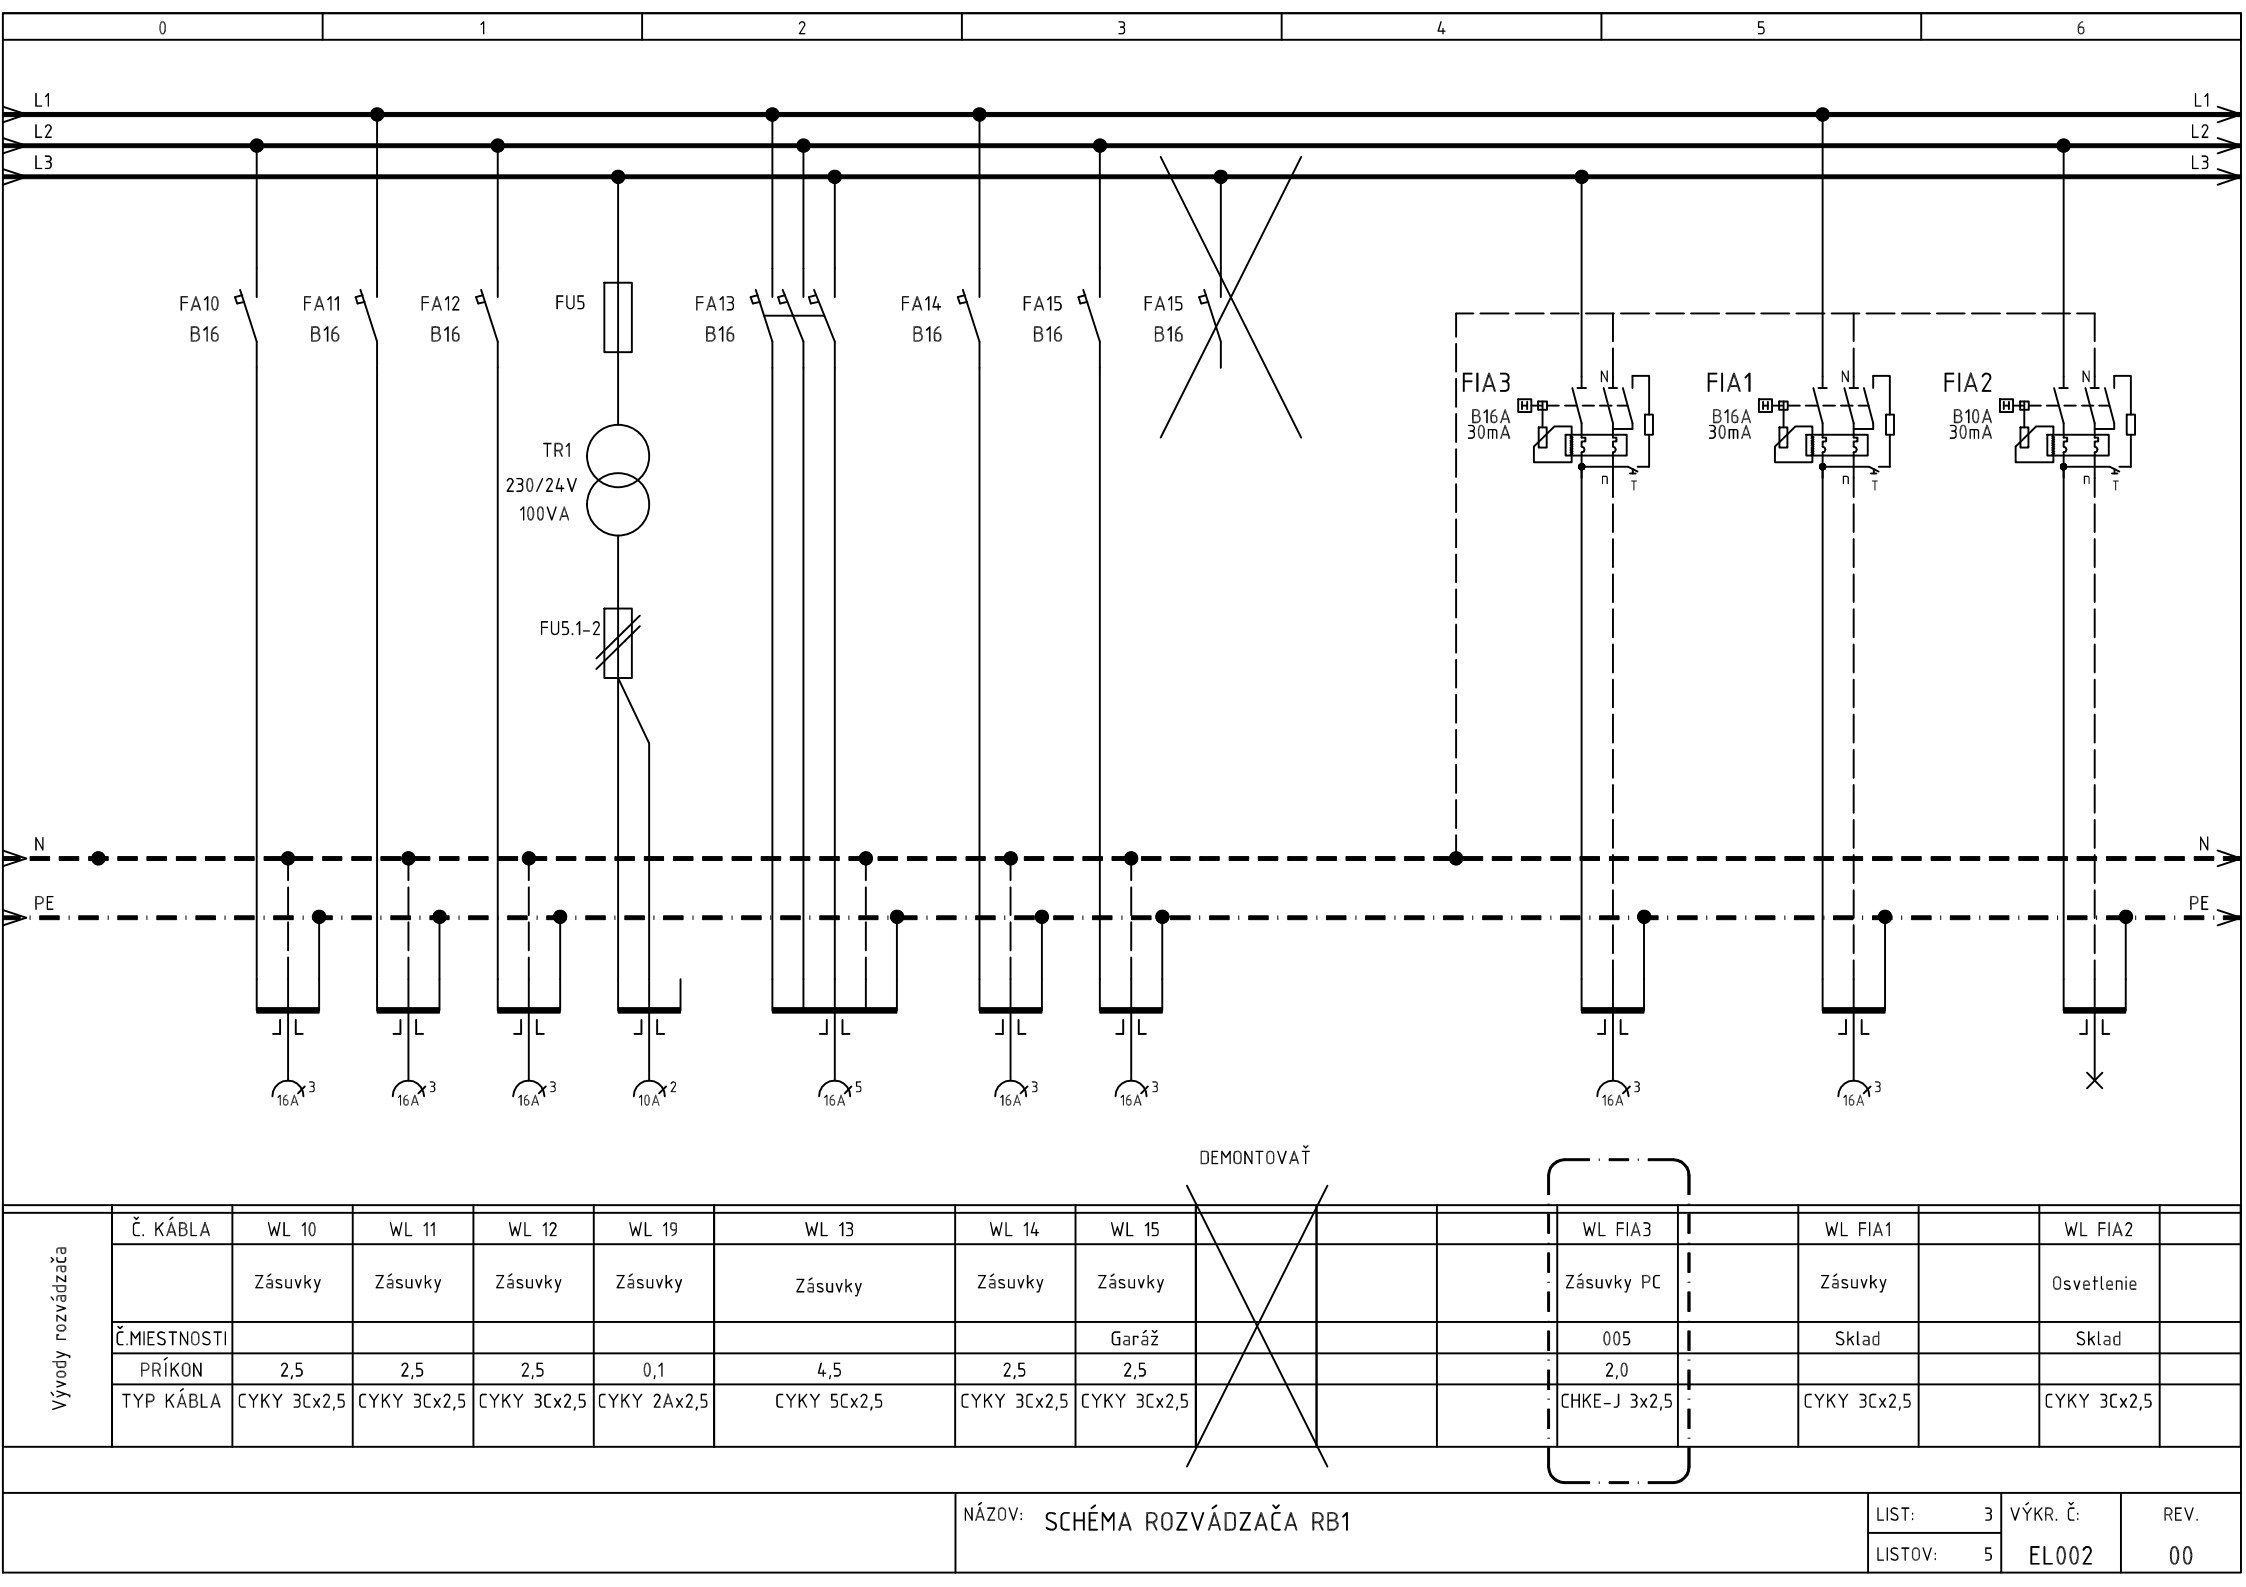 0 1 2 3 4 5 6
L1 L1
L2 L2
L3 L3
FA10 FA11 FA12 FU5 FA13 FA14 FA15 FA15
B16 B16 B16 B16 B16 B16 B16
FIA3 N FIA1 N FIA2 N
B16A B16A B10A
30mA 30mA 30mA
H H H
TR1
230/24V
100VA
n T n T n T
FU5.1-2
N N
PE PE
3 3 3 2 5 3 3 3 3
16A 16A 16A 10A 16A 16A 16A 16A 16A
DEMONTOVAŤ
Vývody rozvádzača
Č. KÁBLA WL 10 WL 11 WL 12 WL 19 WL 13 WL 14 WL 15 WL FIA3 WL FIA1 WL FIA2
Zásuvky Zásuvky Zásuvky Zásuvky Zásuvky Zásuvky Zásuvky Zásuvky PC Zásuvky Osvetlenie
Č.MIESTNOSTI Garáž 005 Sklad Sklad
PRÍKON 2,5 2,5 2,5 0,1 4,5 2,5 2,5 2,0
TYP KÁBLA CYKY 3Cx2,5 CYKY 3Cx2,5 CYKY 3Cx2,5 CYKY 2Ax2,5 CYKY 5Cx2,5 CYKY 3Cx2,5 CYKY 3Cx2,5 CHKE-J 3x2,5 CYKY 3Cx2,5 CYKY 3Cx2,5
NÁZOV: SCHÉMA ROZVÁDZAČA RB1
LIST: 3 VÝKR. Č: REV.
LISTOV: 5 EL002 00